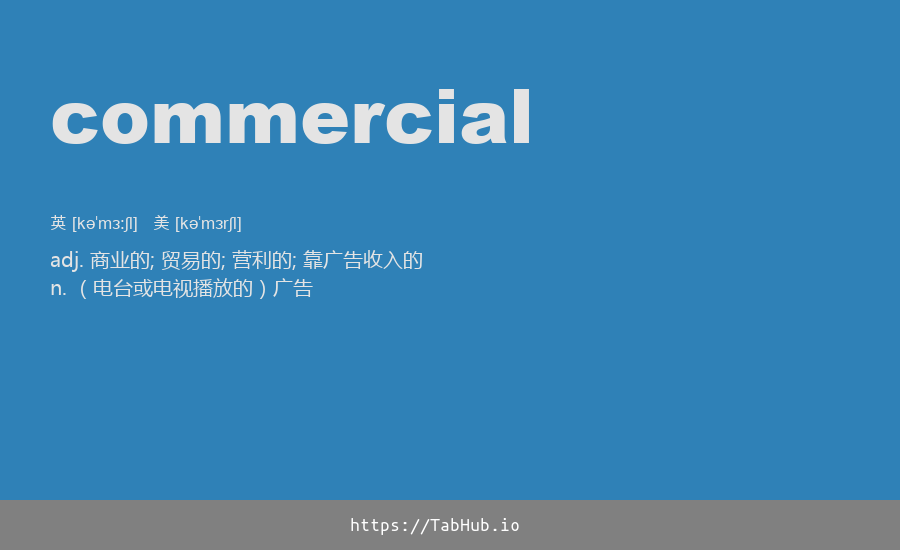 commercial
英 [kəˈmɜːʃl] 美 [kəˈmɜrʃl]
adj. 商业的; 贸易的; 营利的; 靠广告收入的
n. （电台或电视播放的）广告
https://TabHub.io